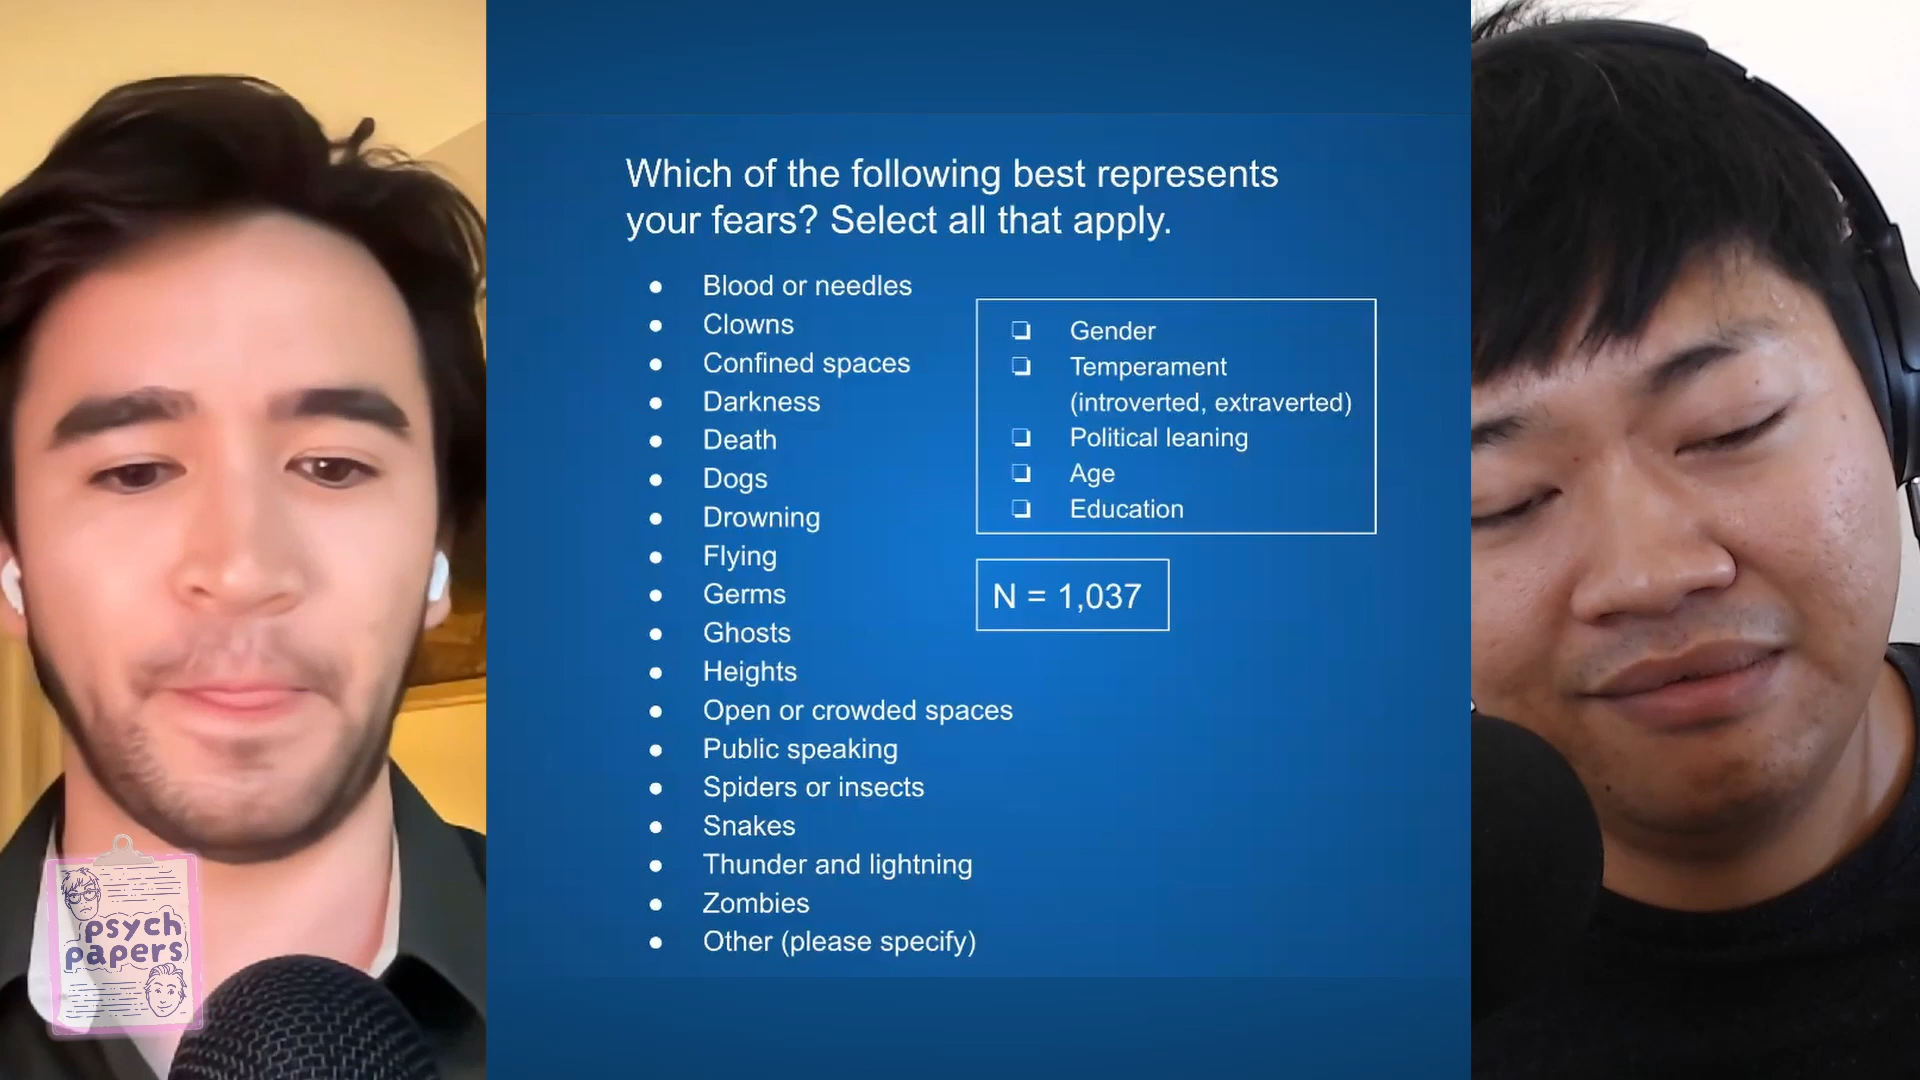 Which of the following best represents
your fears? Select all that apply.
Blood or needles
Clowns
Confined spaces
Darkness
Death
Dogs
Drowning
Flying
Germs
Ghosts
Heights
Open or crowded spaces
Public speaking
Spiders or insects
Snakes
Thunder and lightning
Zombies
Other (please specify)
Gender
Temperament
(introverted, extraverted)
Political leaning
Age
Education
N = 1,037
psych
papers